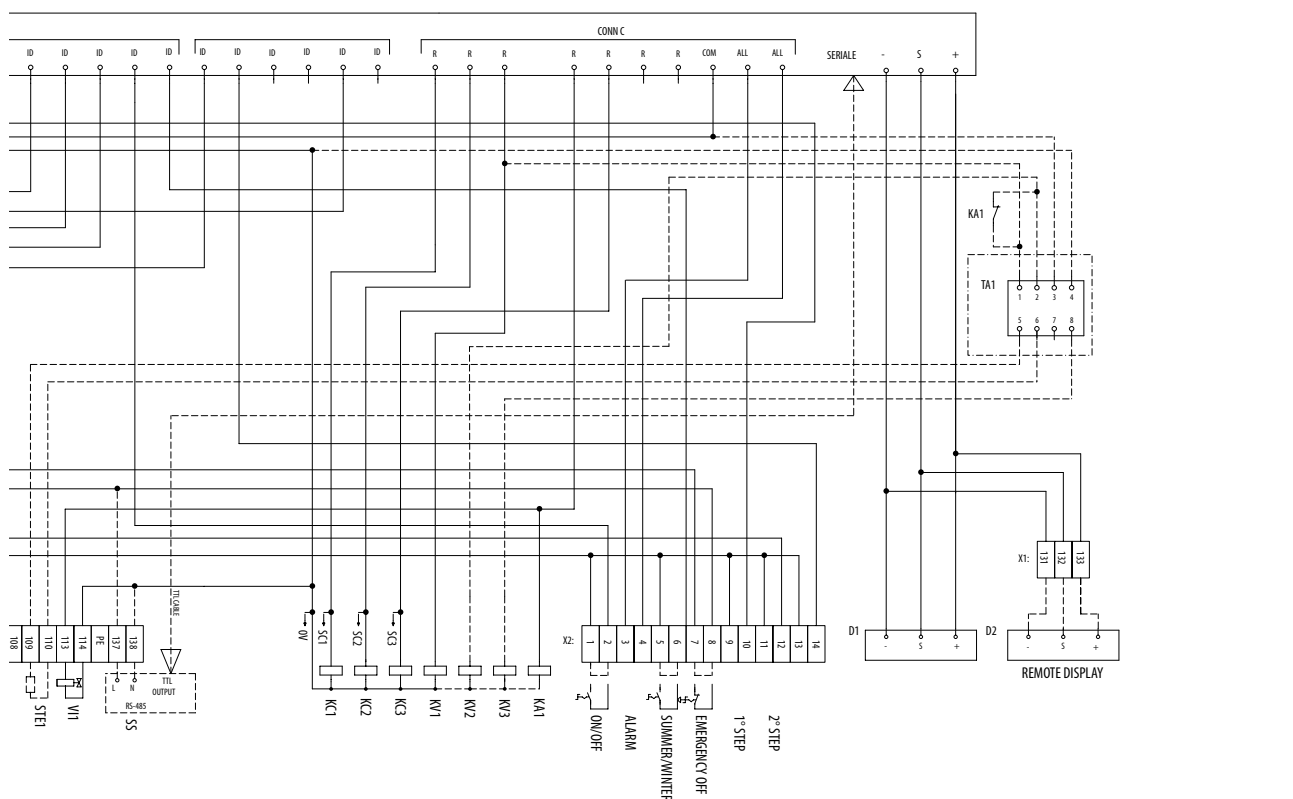 CONN C
ID ID ID ID ID ID ID ID ID ID ID R R R R R R R COM ALL ALL SERIALE - S +
KA1
TA1
1 2 3 4
5 6 7 8
TTL CABLE
X1: 131 132 133
108 109 110 113 114 PE 137 138
0V SC1 SC2 SC3
X2: 1 2 3 4 5 6 7 8 9 10 11 12 13 14
D1 - S +
D2 - S +
REMOTE DISPLAY
L N TTL
OUTPUT
RS-485
STE1 VI1 SS
KC1 KC2 KC3 KV1 KV2 KV3 KA1
ON/OFF ALARM SUMMER/WINTER EMERGENCY OFF 1° STEP 2° STEP